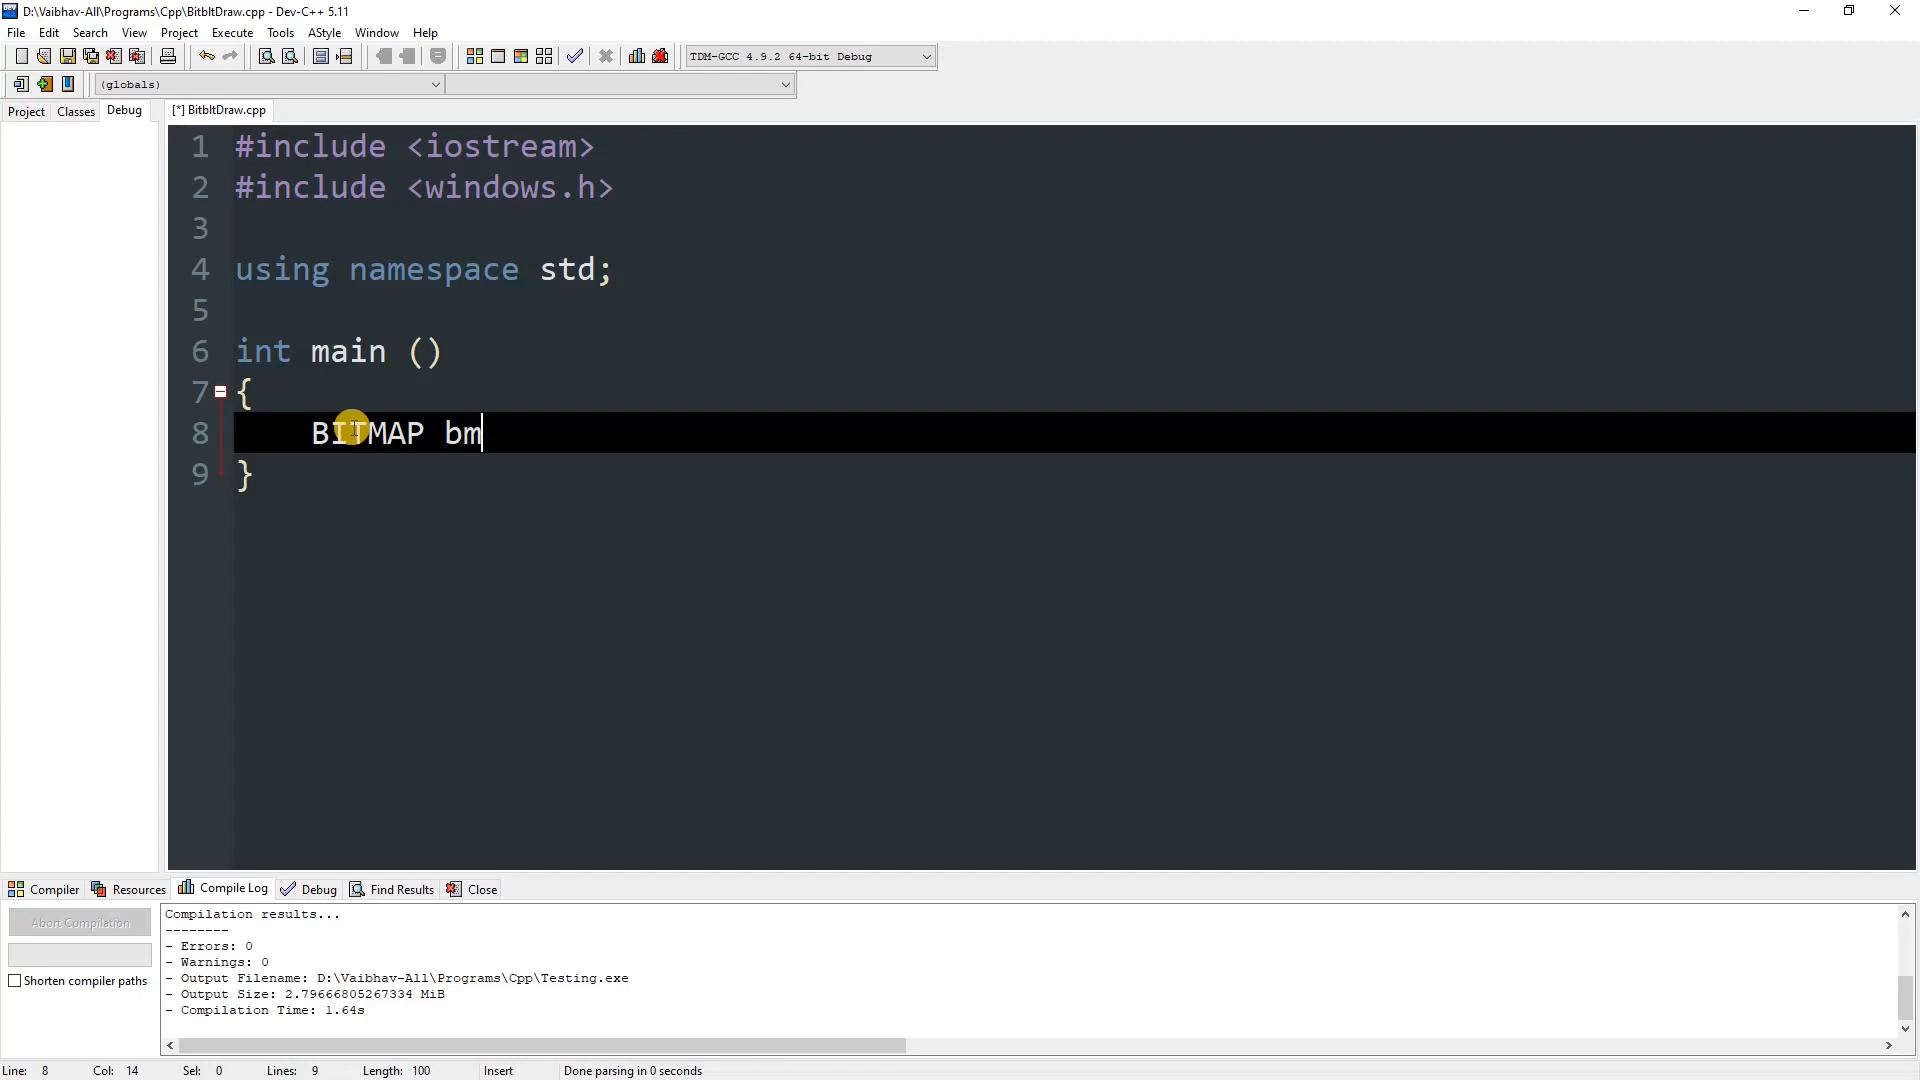 D:\Vaibhav-All\Programs\Cpp\BitbltDraw.cpp - Dev-C++ 5.11
File Edit Search View Project Execute Tools AStyle Window Help
TDM-GCC 4.9.2 64-bit Debug
(globals)
Project Classes Debug [*] BitbltDraw.cpp
1 #include <iostream>
2 #include <windows.h>
3
4 using namespace std;
5
6 int main ()
7 {
8 BITMAP bm
9 }
Compiler Resources Compile Log Debug Find Results Close
Abort Compilation
Shorten compiler paths
Compilation results...
--------
- Errors: 0
- Warnings: 0
- Output Filename: D:\Vaibhav-All\Programs\Cpp\Testing.exe
- Output Size: 2.79666805267334 MiB
- Compilation Time: 1.64s
Line: 8 Col: 14 Sel: 0 Lines: 9 Length: 100 Insert Done parsing in 0 seconds